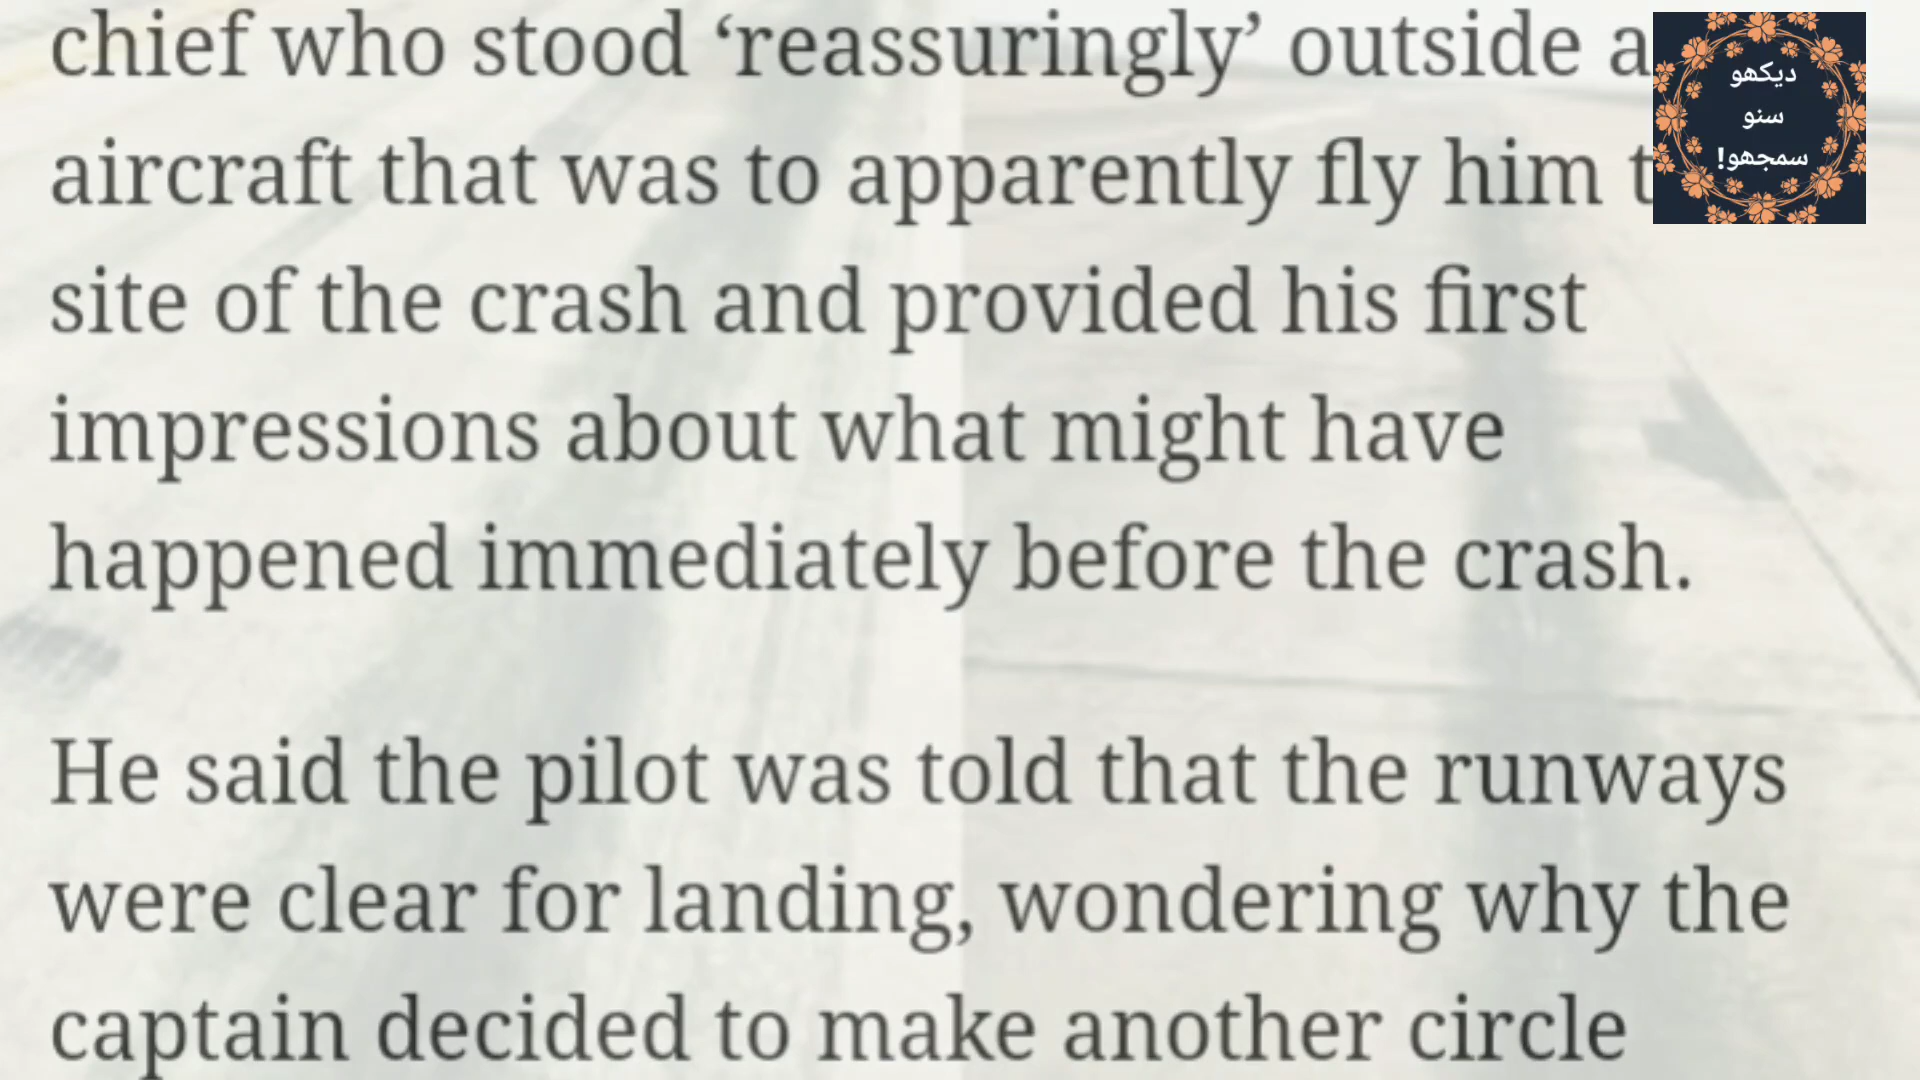 chief who stood ‘reassuringly’ outside a
aircraft that was to apparently fly him
site of the crash and provided his first
impressions about what might have
happened immediately before the crash.
He said the pilot was told that the runways
were clear for landing, wondering why the
captain decided to make another circle
دیکھو
سنو
سمجھو!